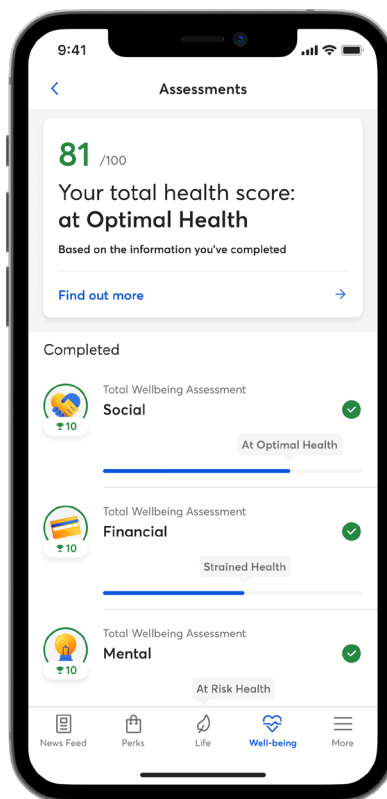 9:41
Assessments
81 /100
Your total health score:
at Optimal Health
Based on the information you've completed
Find out more
Completed
Total Wellbeing Assessment
Social
10
At Optimal Health
Total Wellbeing Assessment
Financial
10
Strained Health
Total Wellbeing Assessment
Mental
10
At Risk Health
News Feed
Perks
Life
Well-being
More